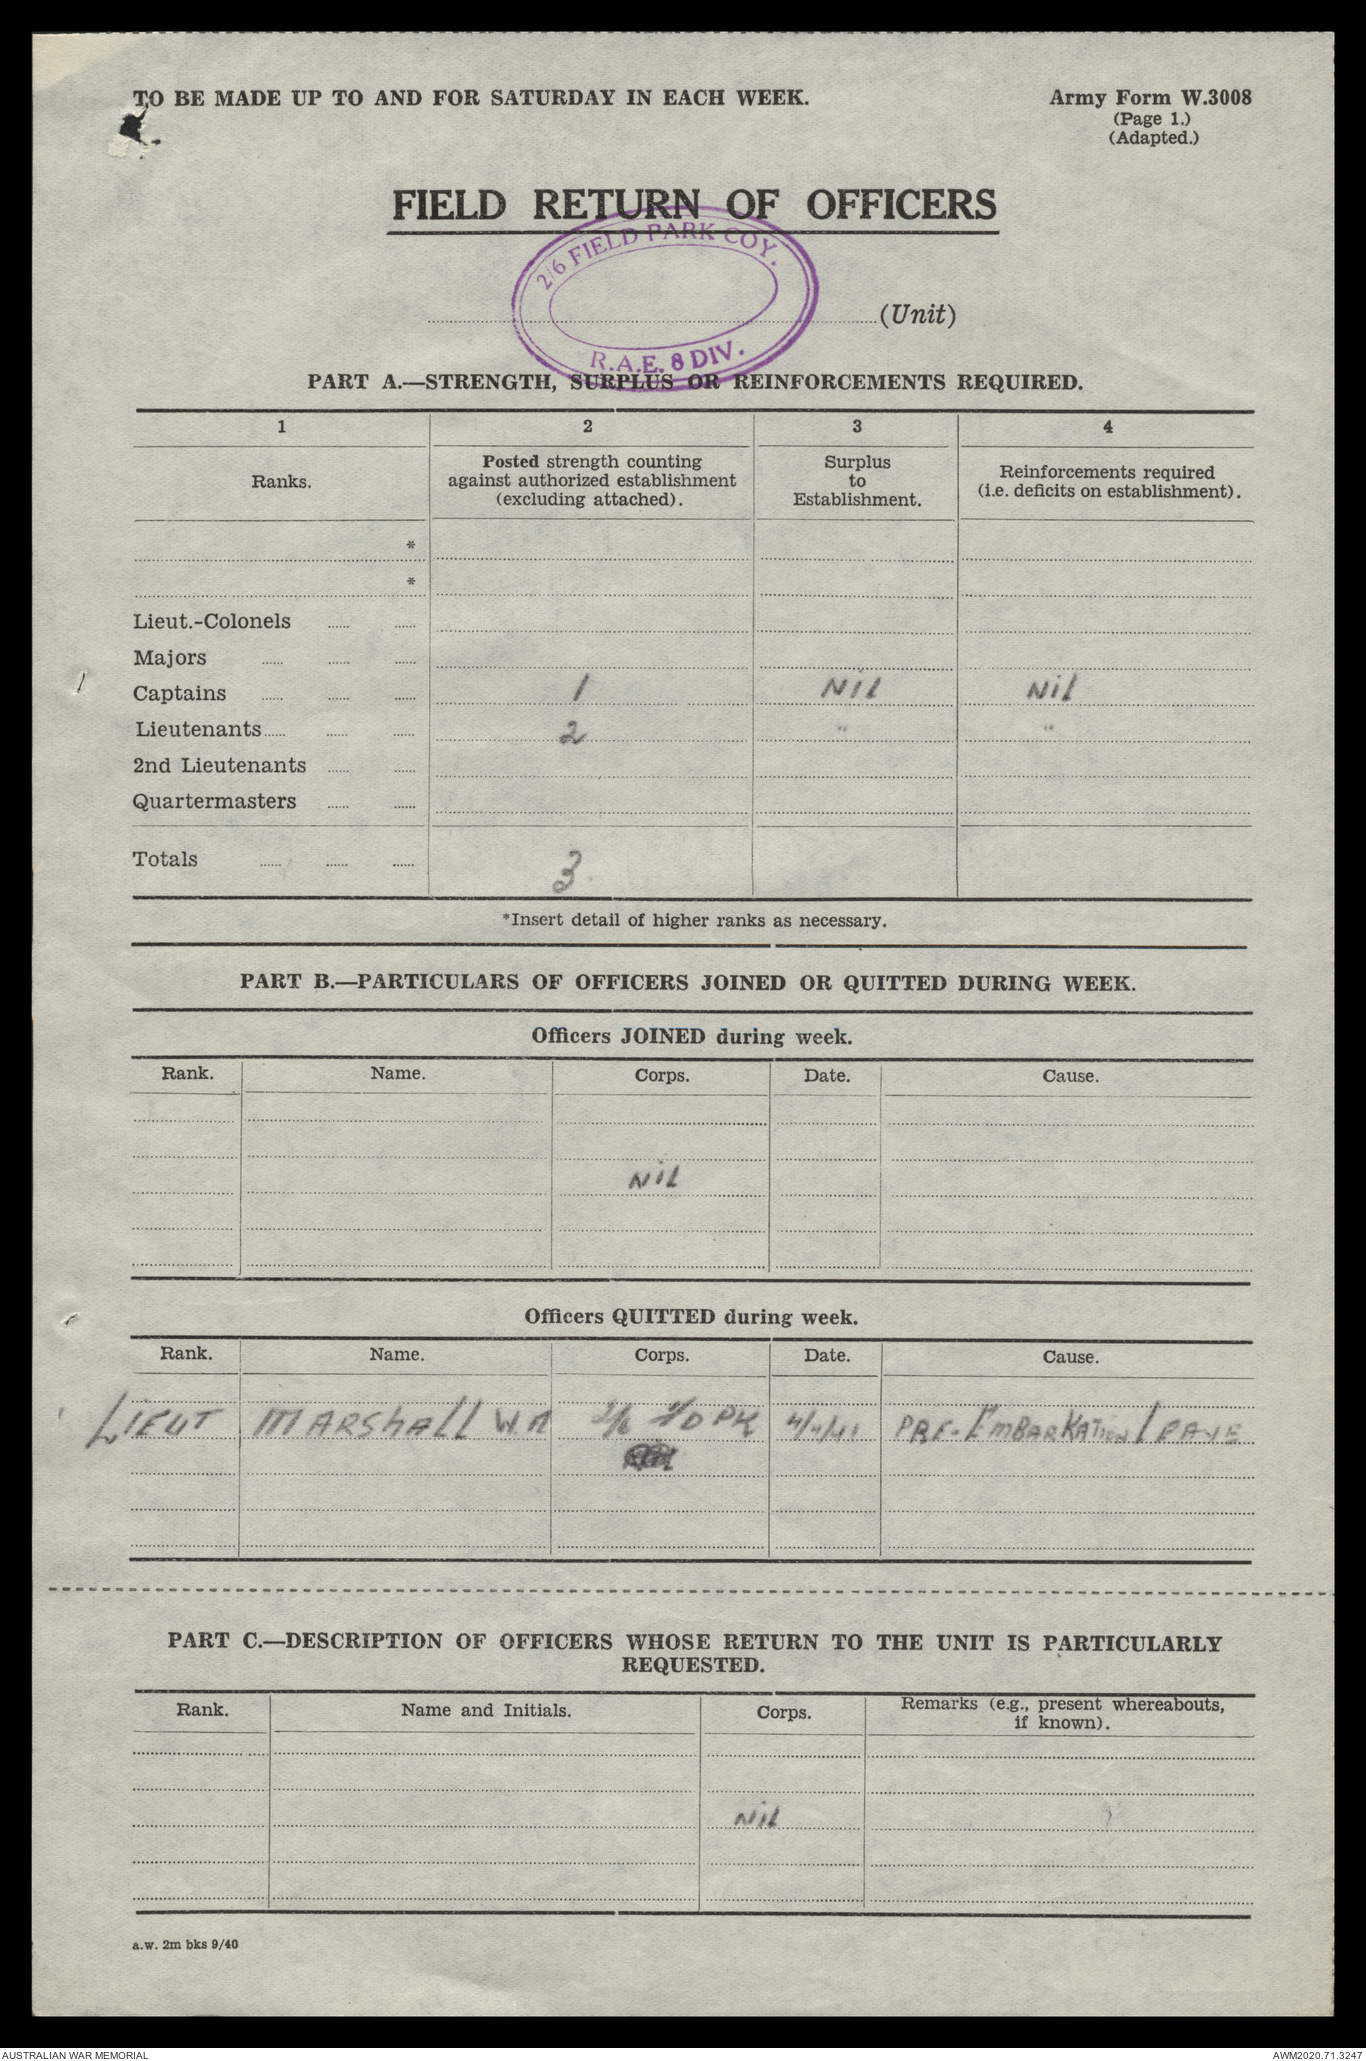 TO BE MADE UP TO AND FOR SATURDAY IN EACH WEEK.
Army Form W.3008
(Page 1.)
(Adapted.)
FIELD RETURN OF OFFICERS
2/6 FIELD PARK COY.
R.A.E. 8 DIV.
(Unit)
PART A.—STRENGTH, SURPLUS OR REINFORCEMENTS REQUIRED.
1 2 3 4
Ranks.
Posted strength counting
against authorized establishment
(excluding attached).
Surplus
to
Establishment.
Reinforcements required
(i.e. deficits on establishment).
*
*
Lieut.-Colonels
Majors
Captains 1 Nil Nil
Lieutenants 2 " "
2nd Lieutenants
Quartermasters
Totals 3
*Insert detail of higher ranks as necessary.
PART B.—PARTICULARS OF OFFICERS JOINED OR QUITTED DURING WEEK.
Officers JOINED during week.
Rank. Name. Corps. Date. Cause.
Nil
Officers QUITTED during week.
Rank. Name. Corps. Date. Cause.
LIEUT MARSHALL W.M 2/6 F/D PK 4/4/41 PRE-EMBARKATION LEAVE
PART C.—DESCRIPTION OF OFFICERS WHOSE RETURN TO THE UNIT IS PARTICULARLY
REQUESTED.
Rank. Name and Initials. Corps. Remarks (e.g., present whereabouts,
if known).
Nil
a.w. 2m bks 9/40
AUSTRALIAN WAR MEMORIAL
AWM2020.71.3247